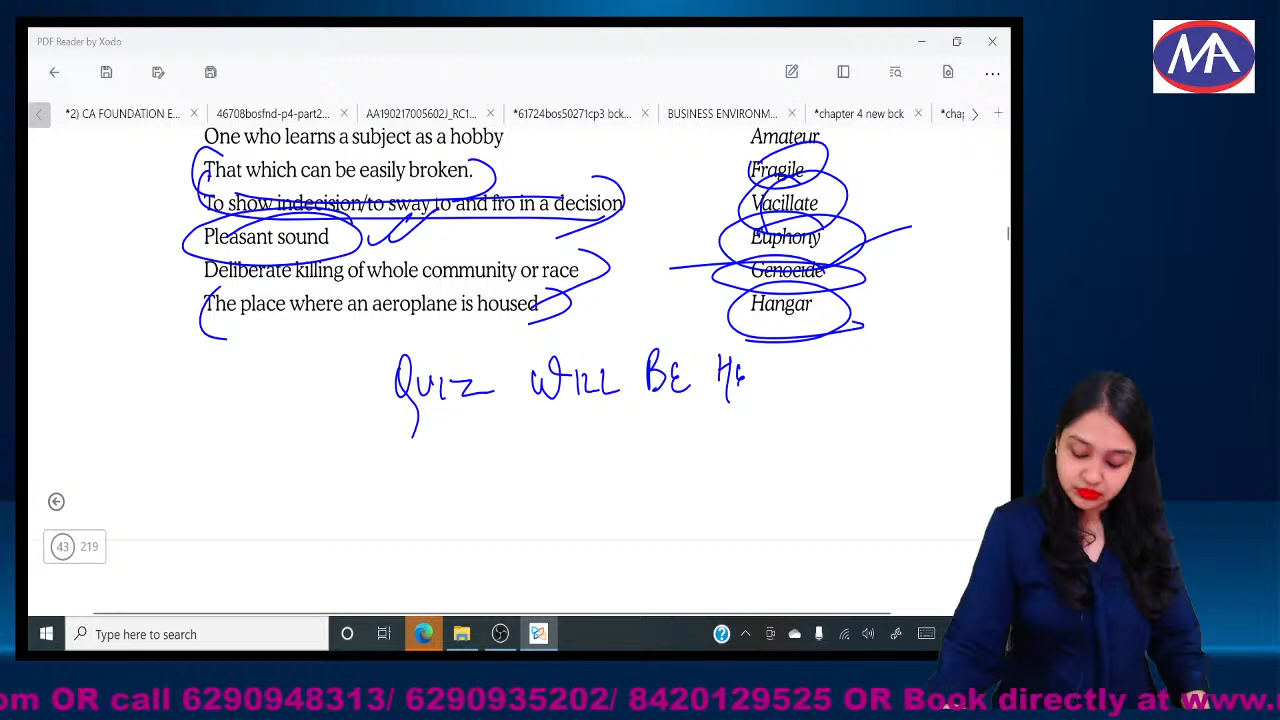 MA
PDF Reader by Xodo
*2) CA FOUNDATION E...
46708bosfnd-p4-part2...
AA190217005602J_RC1...
*61724bos50271cp3 bck...
BUSINESS ENVIRONM...
*chapter 4 new bck
*chap
One who learns a subject as a hobby Amateur
That which can be easily broken. Fragile
To show indecision/to sway to and fro in a decision Vacillate
Pleasant sound Euphony
Deliberate killing of whole community or race Genocide
The place where an aeroplane is housed Hangar
QUIZ WILL BE HE
43 219
Type here to search
om OR call 6290948313/ 6290935202/ 8420129525 OR Book directly at www.